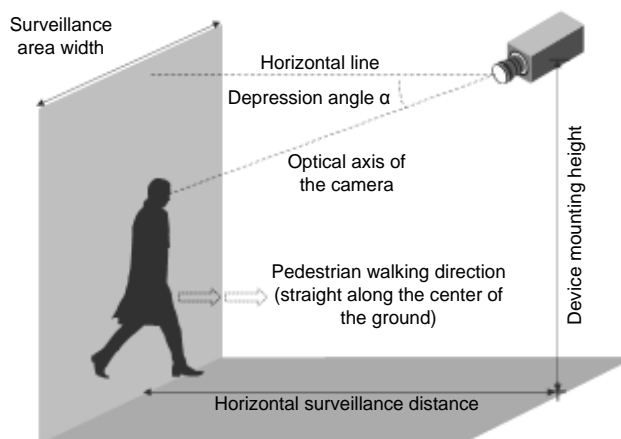 Surveillance
area width
Horizontal line
Depression angle α
Optical axis of
the camera
Device mounting height
Pedestrian walking direction
(straight along the center of
the ground)
Horizontal surveillance distance